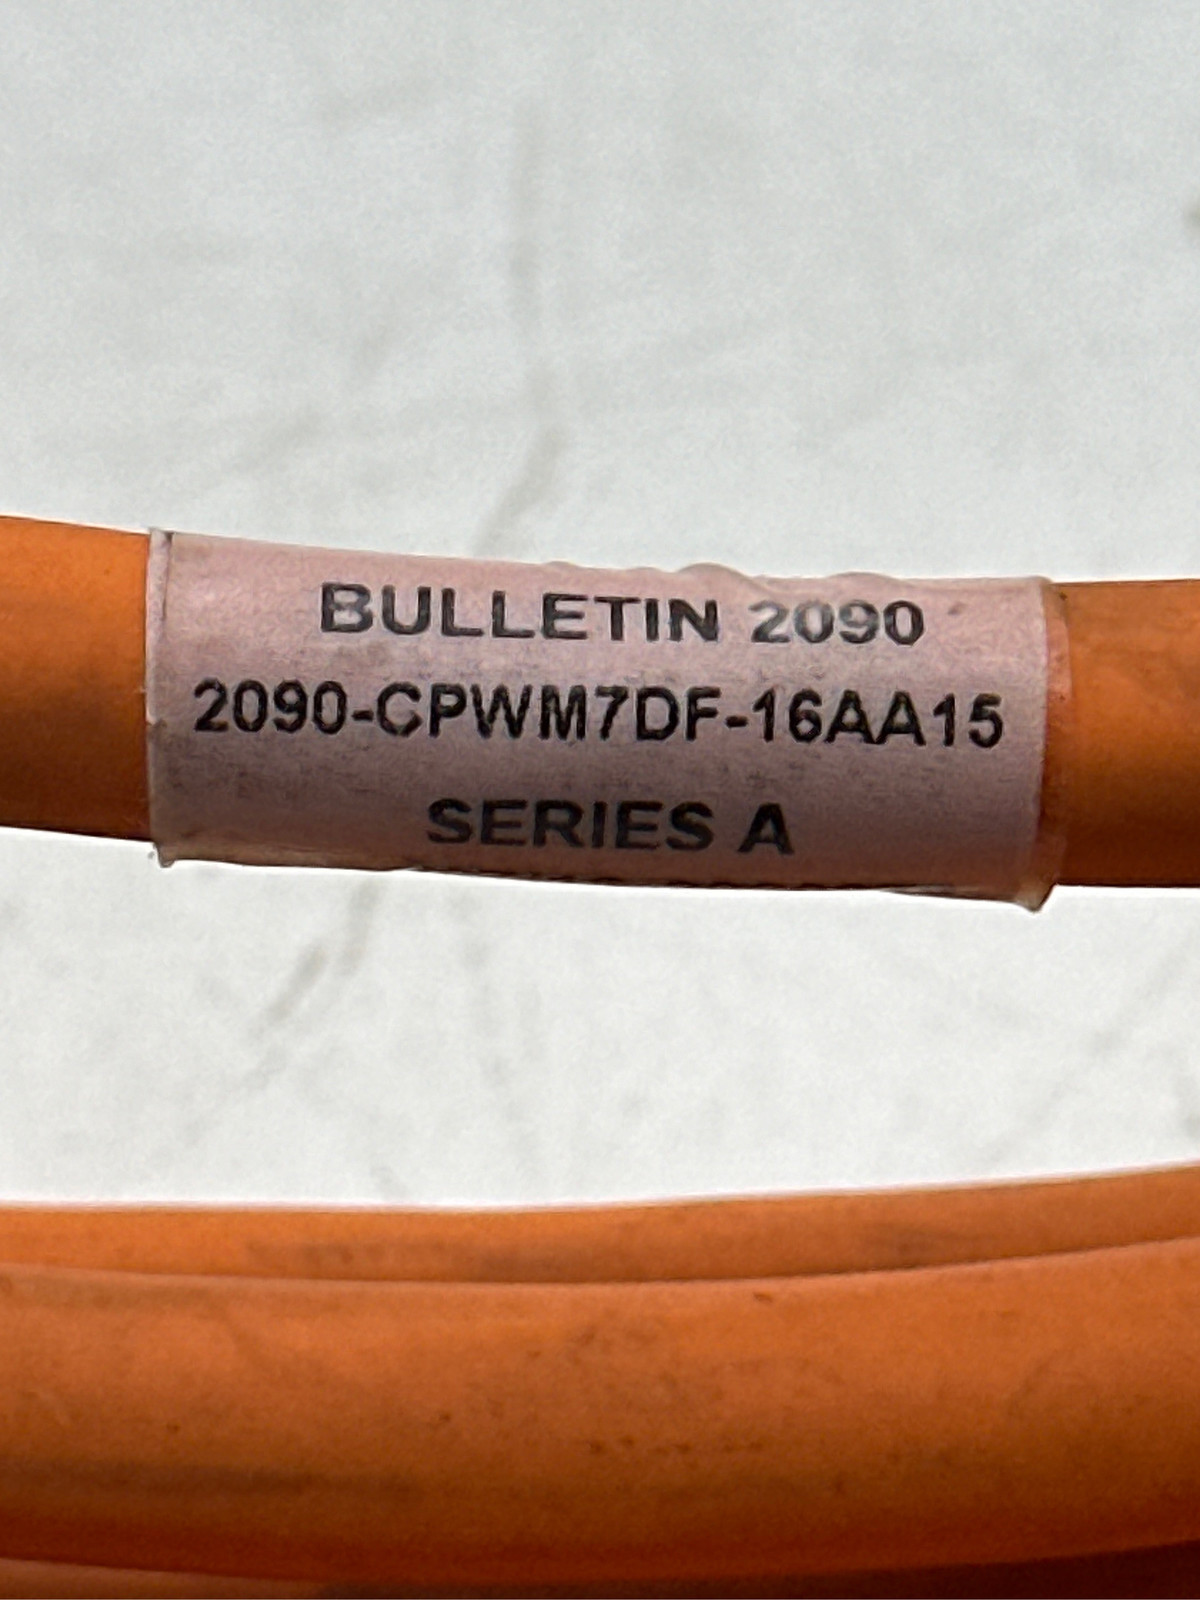 BULLETIN 2090
2090-CPWM7DF-16AA15
SERIES A